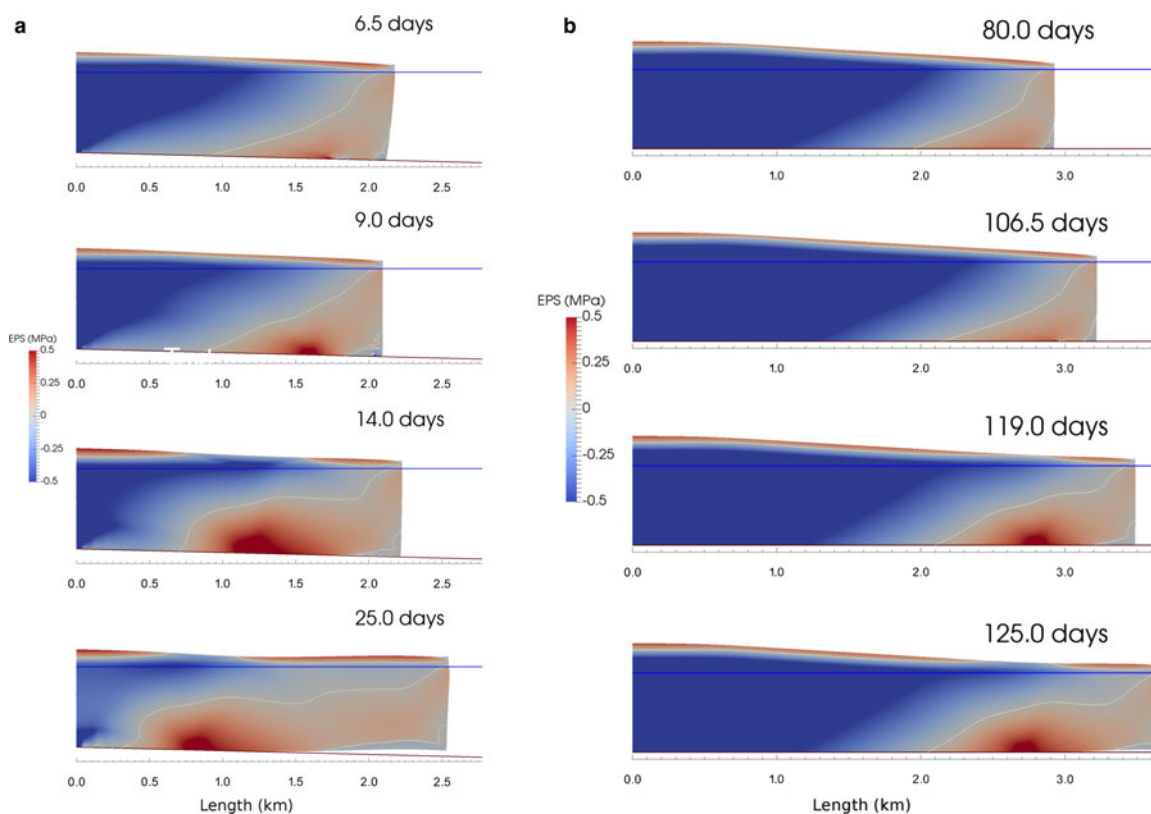 a
6.5 days
0.0 0.5 1.0 1.5 2.0 2.5
9.0 days
EPS (MPa)
0.5
0.25
0
-0.25
-0.5
0.0 0.5 1.0 1.5 2.0 2.5
14.0 days
0.0 0.5 1.0 1.5 2.0 2.5
25.0 days
0.0 0.5 1.0 1.5 2.0 2.5
Length (km)
b
80.0 days
0.0 1.0 2.0 3.0
106.5 days
EPS (MPa)
0.5
0.25
0
-0.25
-0.5
0.0 1.0 2.0 3.0
119.0 days
0.0 1.0 2.0 3.0
125.0 days
0.0 1.0 2.0 3.0
Length (km)